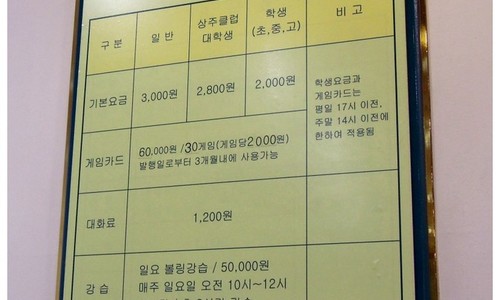 구 분 일 반 상주클럽 대학생 학생 (초,중,고) 비 고
기본요금 3,000원 2,800원 2,000원
학생요금과
게임카드는
평일 17시 이전,
주말 14시 이전에
한하여 적용됨
게임카드
60,000원 /30게임(게임당2000원)
발행일로부터 3개월내에 사용가능
대화료 1,200원
강 습
일요 볼링강습 / 50,000원
매주 일요일 오전 10시~12시